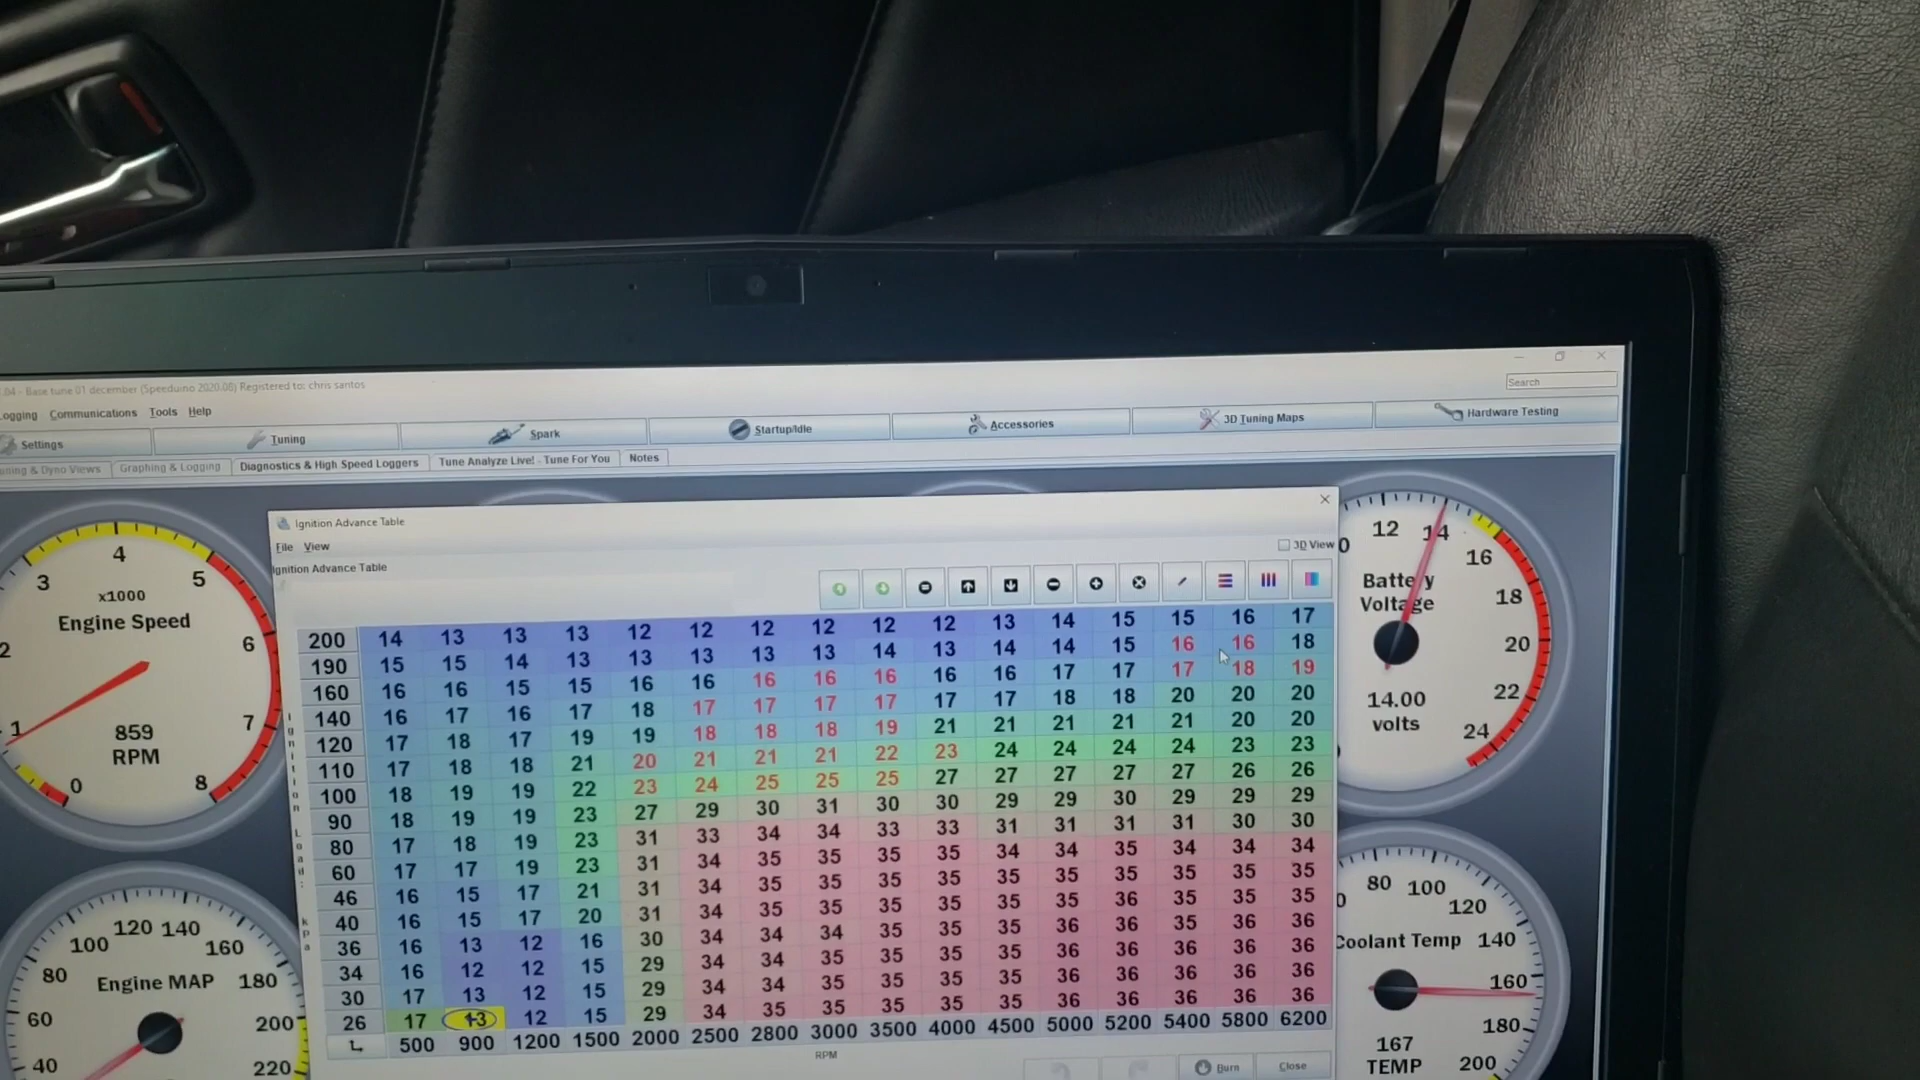 .04 - Base tune 01 december (Speeduino 2020.08) Registered to: chris santos
Search
Logging Communications Tools Help
Settings Tuning Spark Startup/Idle Accessories 3D Tuning Maps Hardware Testing
Tuning & Dyno Views Graphing & Logging Diagnostics & High Speed Loggers Tune Analyze Live! - Tune For You Notes
Ignition Advance Table
File View
3D View
Ignition Advance Table
200 14 13 13 13 12 12 12 12 12 12 13 14 15 15 16 17
190 15 15 14 13 13 13 13 13 14 13 14 14 15 16 16 18
160 16 16 15 15 16 16 16 16 16 16 16 17 17 17 18 19
140 16 17 16 17 18 17 17 17 17 17 17 18 18 20 20 20
120 17 18 17 19 19 18 18 18 19 21 21 21 21 21 20 20
110 17 18 18 21 20 21 21 21 22 23 24 24 24 24 23 23
100 18 19 19 22 23 24 25 25 25 27 27 27 27 27 26 26
90 18 19 19 23 27 29 30 31 30 30 29 29 30 29 29 29
80 17 18 19 23 31 33 34 34 33 33 31 31 31 31 30 30
60 17 17 19 23 31 34 35 35 35 35 34 34 35 34 34 34
46 16 15 17 21 31 34 35 35 35 35 35 35 35 35 35 35
40 16 15 17 20 31 34 35 35 35 35 35 35 36 35 35 35
36 16 13 12 16 30 34 34 34 35 35 35 36 36 35 36 36
34 16 12 12 15 29 34 34 35 35 35 35 36 36 36 36 36
30 17 13 12 15 29 34 34 35 35 35 35 36 36 36 36 36
26 17 13 12 15 29 34 35 35 35 35 35 36 36 36 36 36
500 900 1200 1500 2000 2500 2800 3000 3500 4000 4500 5000 5200 5400 5800 6200
RPM
Ignition Load: kPa
Burn Close
0 1 2 3 4 5 6 7 8
x1000
Engine Speed
859
RPM
40 60 80 100 120 140 160 180 200 220
Engine MAP
0 12 14 16 18 20 22 24
Battery
Voltage
14.00
volts
0 80 100 120 140 160 180 200
Coolant Temp
167
TEMP